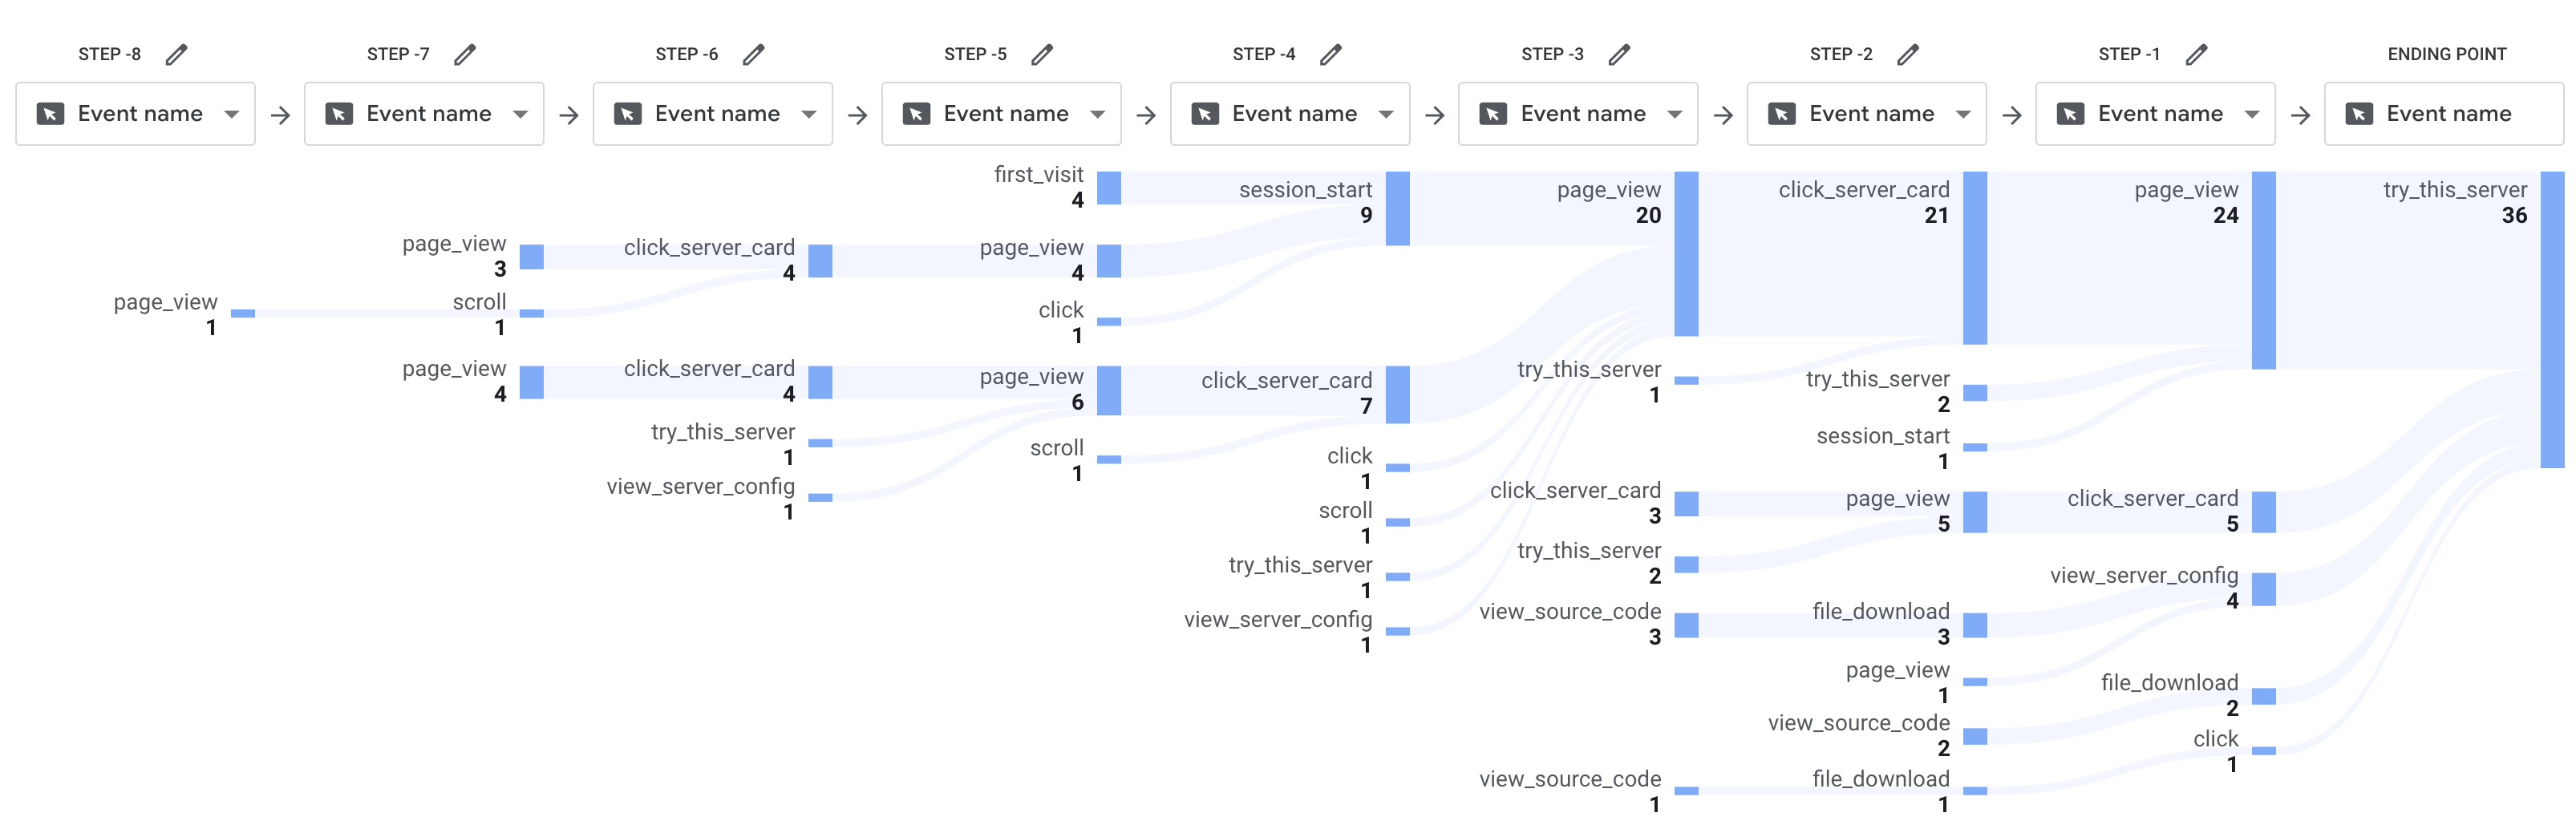 STEP -8
STEP -7
STEP -6
STEP -5
STEP -4
STEP -3
STEP -2
STEP -1
ENDING POINT
Event name
Event name
Event name
Event name
Event name
Event name
Event name
Event name
Event name
page_view
1
page_view
3
scroll
1
page_view
4
click_server_card
4
click_server_card
4
try_this_server
1
view_server_config
1
first_visit
4
page_view
4
click
1
page_view
6
scroll
1
session_start
9
click_server_card
7
click
1
scroll
1
try_this_server
1
view_server_config
1
page_view
20
try_this_server
1
click_server_card
3
try_this_server
2
view_source_code
3
view_source_code
1
click_server_card
21
try_this_server
2
session_start
1
page_view
5
file_download
3
page_view
1
view_source_code
2
file_download
1
page_view
24
click_server_card
5
view_server_config
4
file_download
2
click
1
try_this_server
36